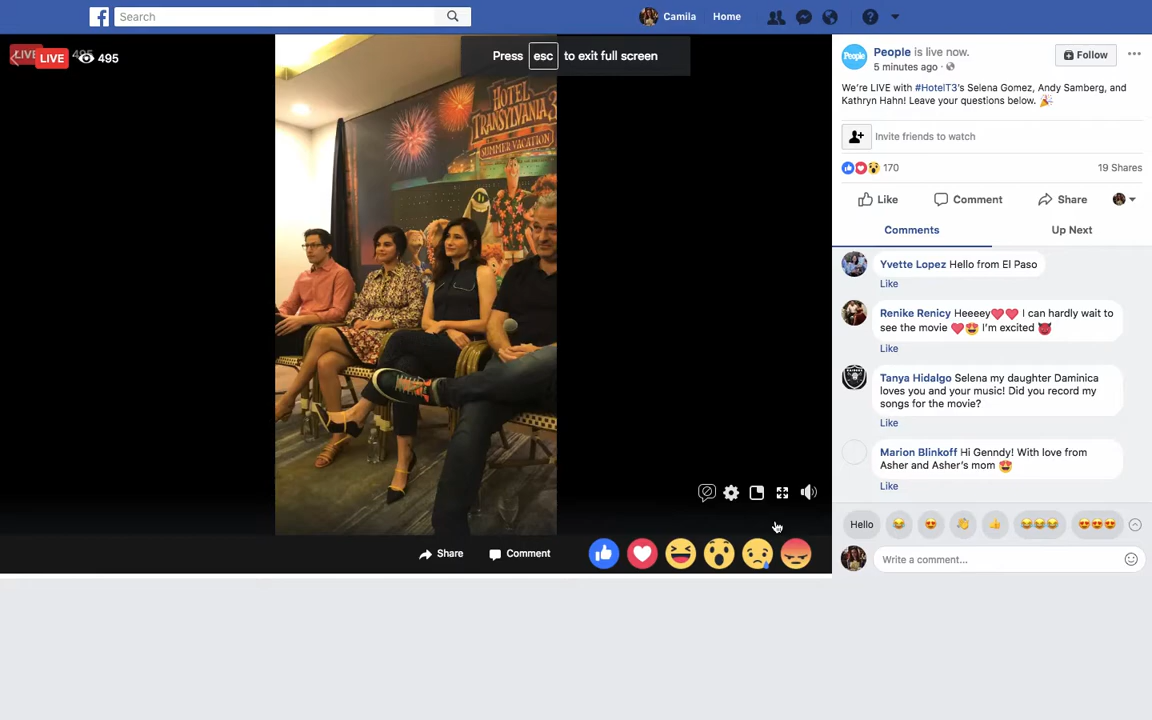 Search
Camila
Home
LIVE
LIVE 495
495
Press esc to exit full screen
HOTEL
TRANSYLVANIA 3
SUMMER VACATION
Share
Comment
People
People is live now.
5 minutes ago ·
Follow
We're LIVE with #HotelT3's Selena Gomez, Andy Samberg, and
Kathryn Hahn! Leave your questions below. 🎉
Invite friends to watch
170
19 Shares
Like
Comment
Share
Comments
Up Next
Yvette Lopez Hello from El Paso
Like
Renike Renicy Heeeey❤❤ I can hardly wait to
see the movie ❤😍 I'm excited 😈
Like
Tanya Hidalgo Selena my daughter Daminica
loves you and your music! Did you record my
songs for the movie?
Like
Marion Blinkoff Hi Genndy! With love from
Asher and Asher's mom 😍
Like
Hello 😂 😍 👏 👍 😂😂😂 😍😍😍
Write a comment...